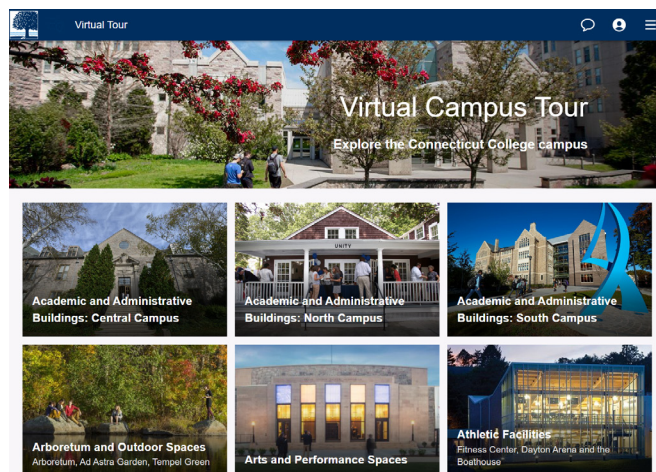 Virtual Tour
Virtual Campus Tour
Explore the Connecticut College campus
UNITY
Academic and Administrative
Buildings: Central Campus
Academic and Administrative
Buildings: North Campus
Academic and Administrative
Buildings: South Campus
Arboretum and Outdoor Spaces
Arboretum, Ad Astra Garden, Tempel Green
Arts and Performance Spaces
Athletic Facilities
Fitness Center, Dayton Arena and the
Boathouse